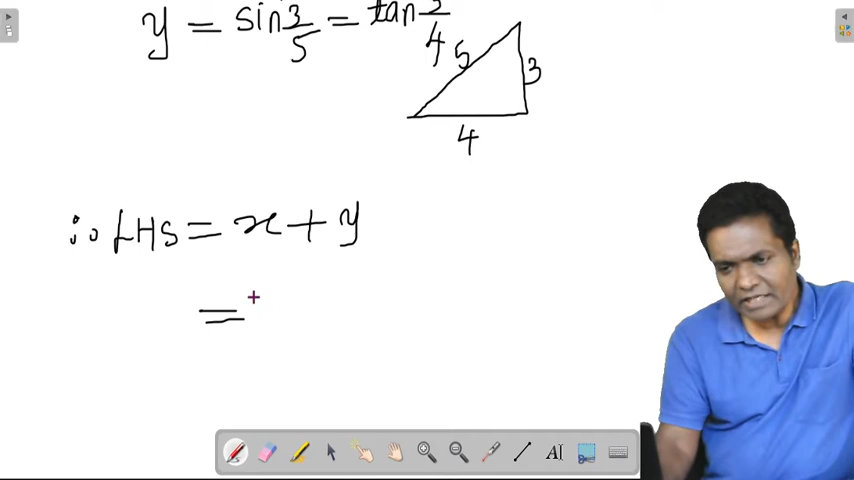 y = sin 3/5 = tan 3/4
5
3
4
∴ LHS = x + y
=